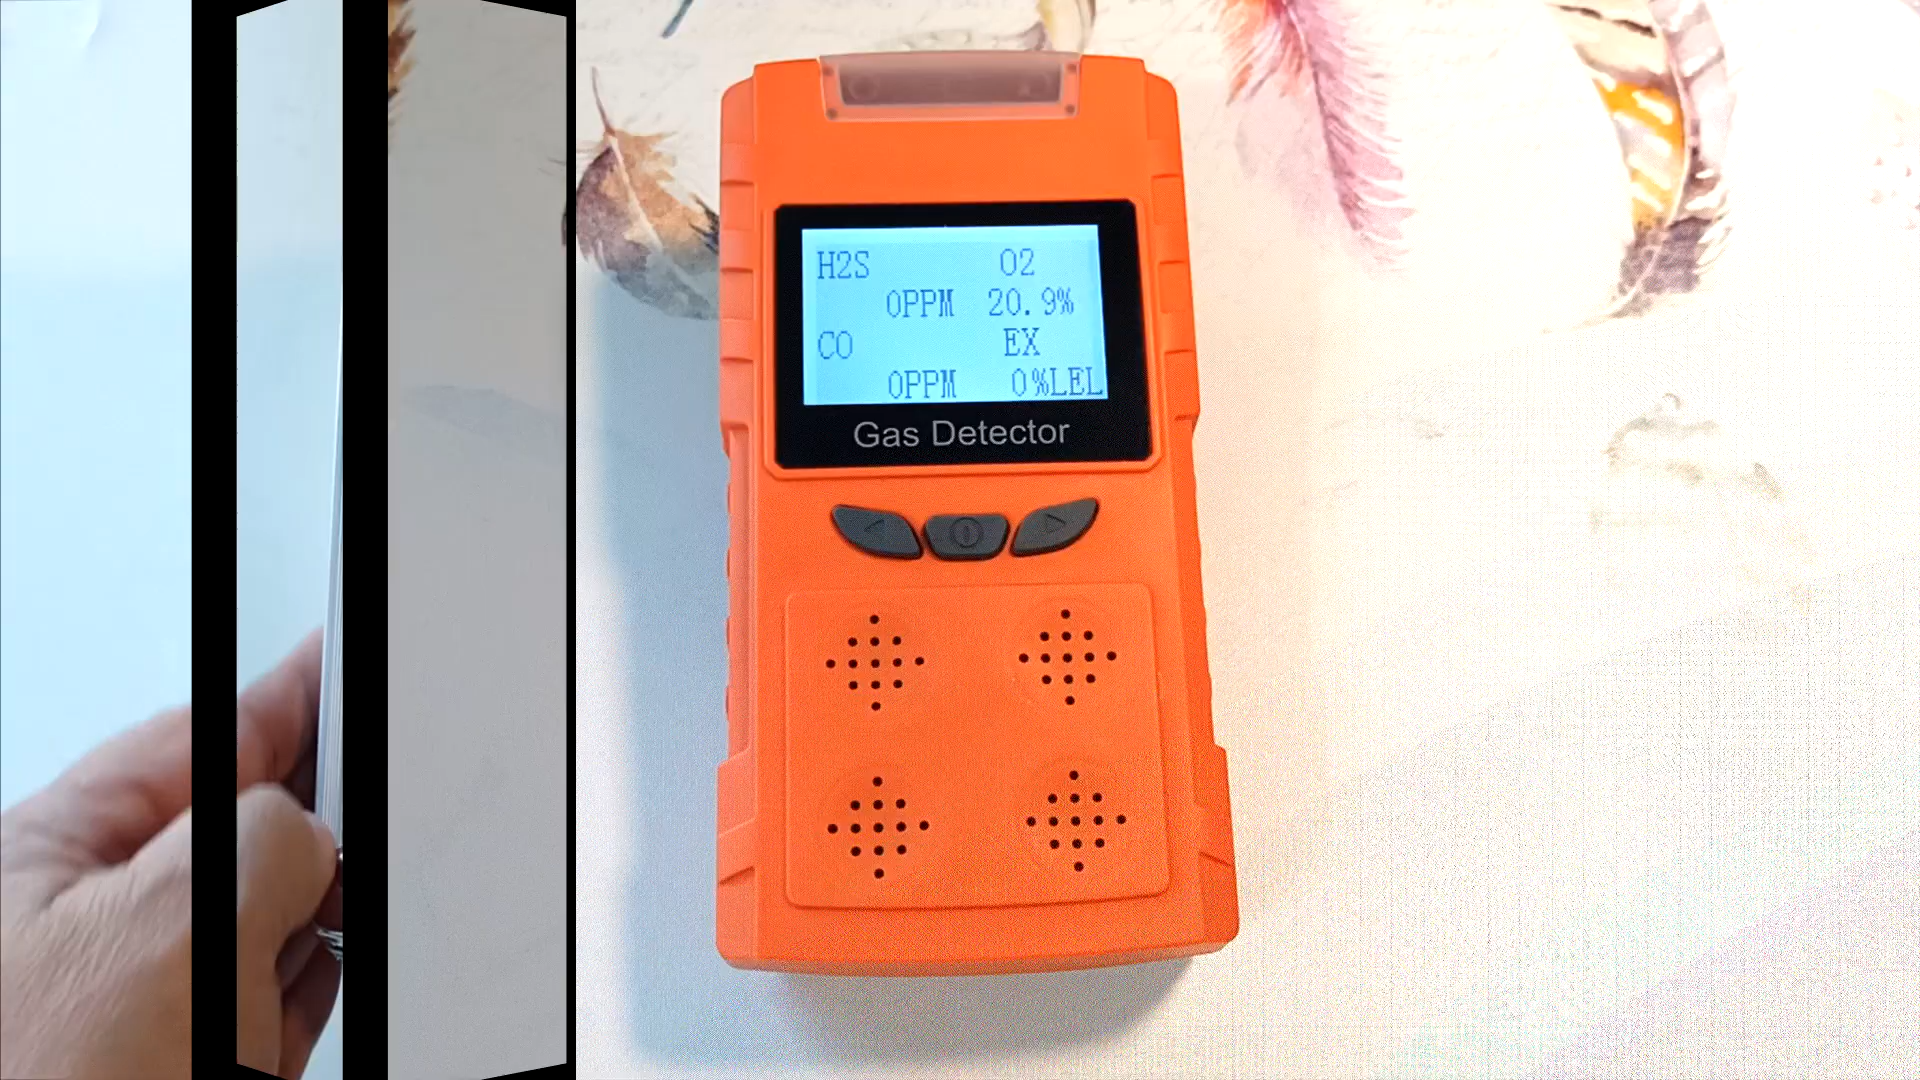 H2S O2
0PPM 20.9%
CO EX
0PPM 0%LEL
Gas Detector